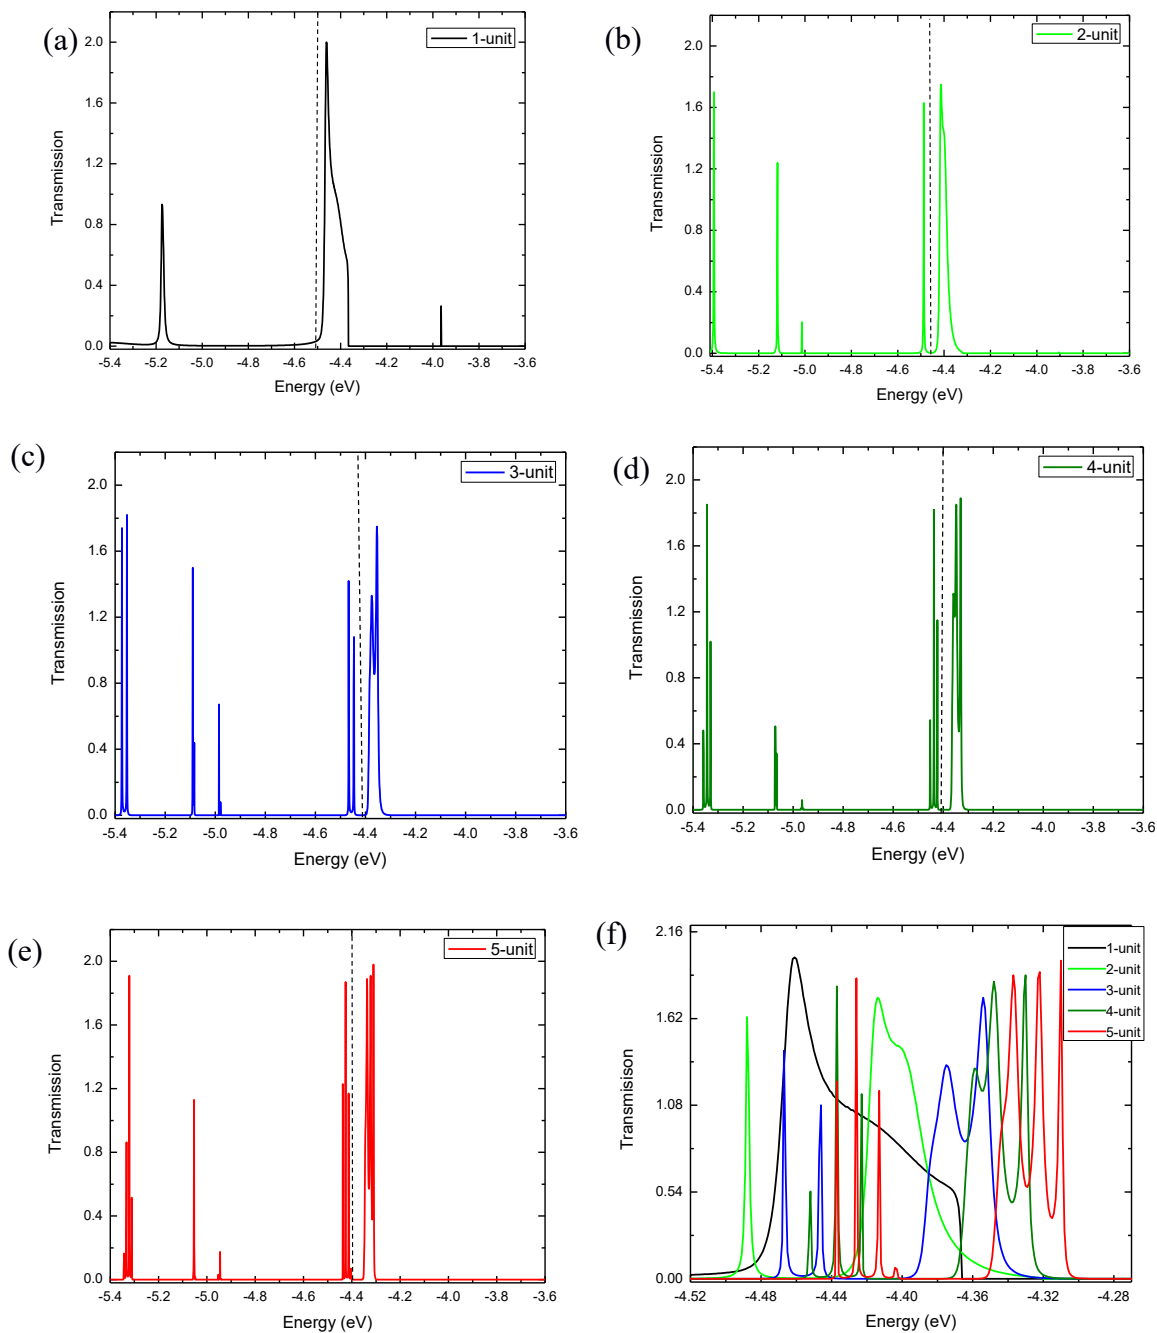 (a)
1-unit
2.0
1.6
1.2
0.8
0.4
0.0
Transmission
-5.4 -5.2 -5.0 -4.8 -4.6 -4.4 -4.2 -4.0 -3.8 -3.6
Energy (eV)
(b)
2-unit
2.0
1.6
1.2
0.8
0.4
0.0
Transmission
-5.4 -5.2 -5.0 -4.8 -4.6 -4.4 -4.2 -4.0 -3.8 -3.6
Energy (eV)
(c)
3-unit
2.0
1.6
1.2
0.8
0.4
0.0
Transmission
-5.4 -5.2 -5.0 -4.8 -4.6 -4.4 -4.2 -4.0 -3.8 -3.6
Energy (eV)
(d)
4-unit
2.0
1.6
1.2
0.8
0.4
0.0
Transmission
-5.4 -5.2 -5.0 -4.8 -4.6 -4.4 -4.2 -4.0 -3.8 -3.6
Energy (eV)
(e)
5-unit
2.0
1.6
1.2
0.8
0.4
0.0
Transmission
-5.4 -5.2 -5.0 -4.8 -4.6 -4.4 -4.2 -4.0 -3.8 -3.6
Energy (eV)
(f)
1-unit
2-unit
3-unit
4-unit
5-unit
2.16
1.62
1.08
0.54
0.00
Transmisison
-4.52 -4.48 -4.44 -4.40 -4.36 -4.32 -4.28
Energy (eV)